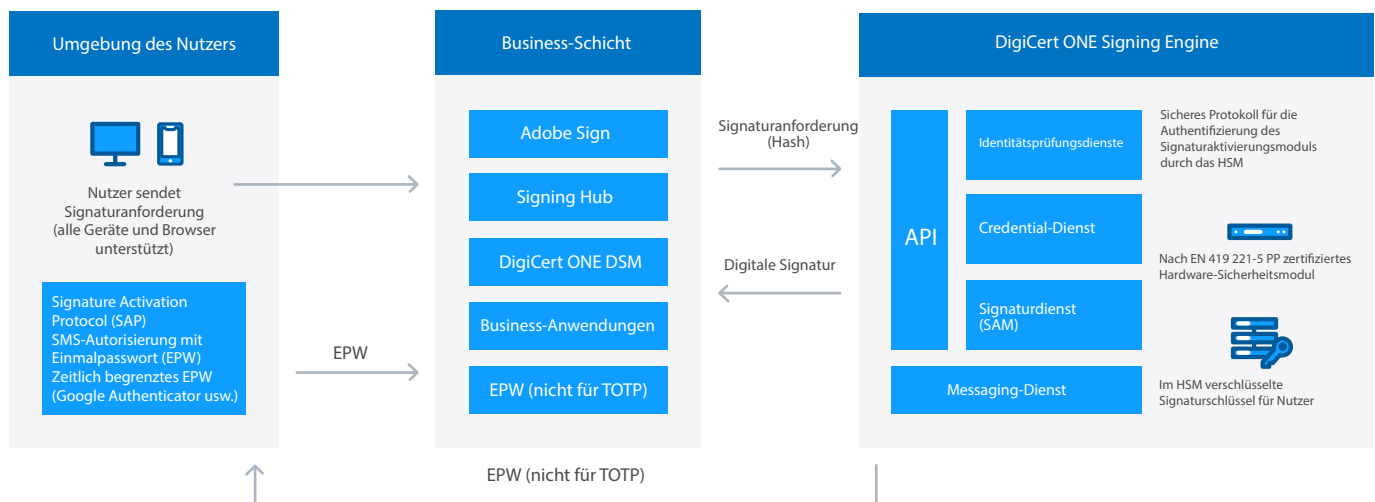 Umgebung des Nutzers
Nutzer sendet
Signaturanforderung
(alle Geräte und Browser
unterstützt)
Signature Activation
Protocol (SAP)
SMS-Autorisierung mit
Einmalpasswort (EPW)
Zeitlich begrenztes EPW
(Google Authenticator usw.)
EPW
Business-Schicht
Adobe Sign
Signing Hub
DigiCert ONE DSM
Business-Anwendungen
EPW (nicht für TOTP)
EPW (nicht für TOTP)
Signaturanforderung
(Hash)
Digitale Signatur
DigiCert ONE Signing Engine
API
Identitätsprüfungsdienste
Credential-Dienst
Signaturdienst
(SAM)
Messaging-Dienst
Sicheres Protokoll für die
Authentifizierung des
Signaturaktivierungsmoduls
durch das HSM
Nach EN 419 221-5 PP zertifiziertes
Hardware-Sicherheitsmodul
Im HSM verschlüsselte
Signaturschlüssel für Nutzer